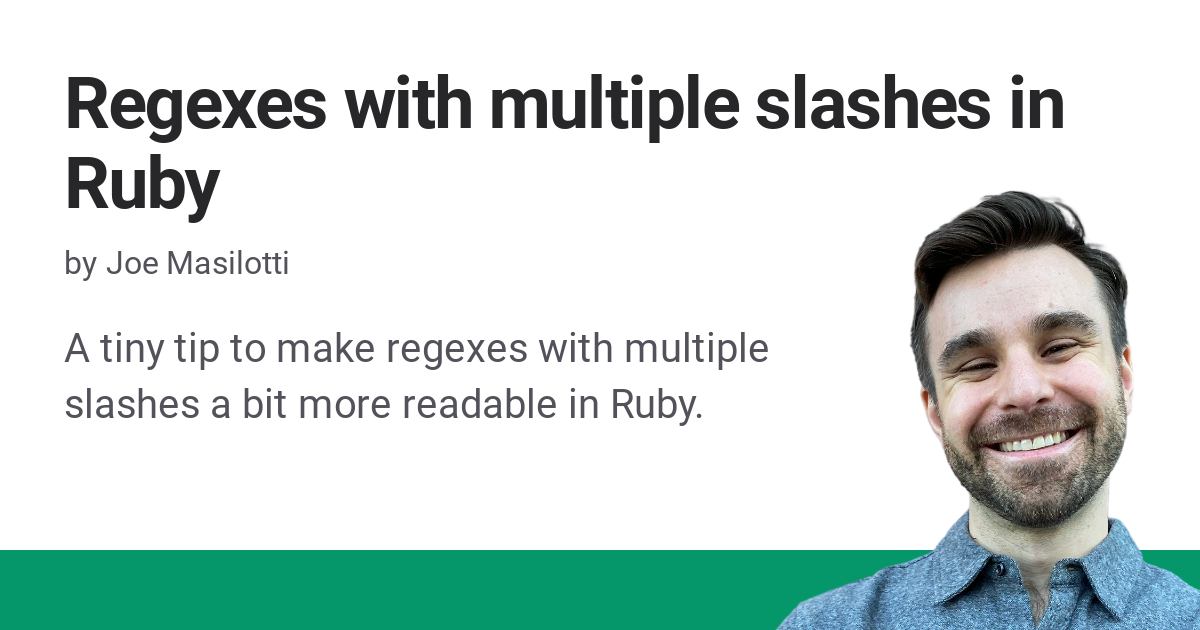 Regexes with multiple slashes in
Ruby
by Joe Masilotti
A tiny tip to make regexes with multiple
slashes a bit more readable in Ruby.